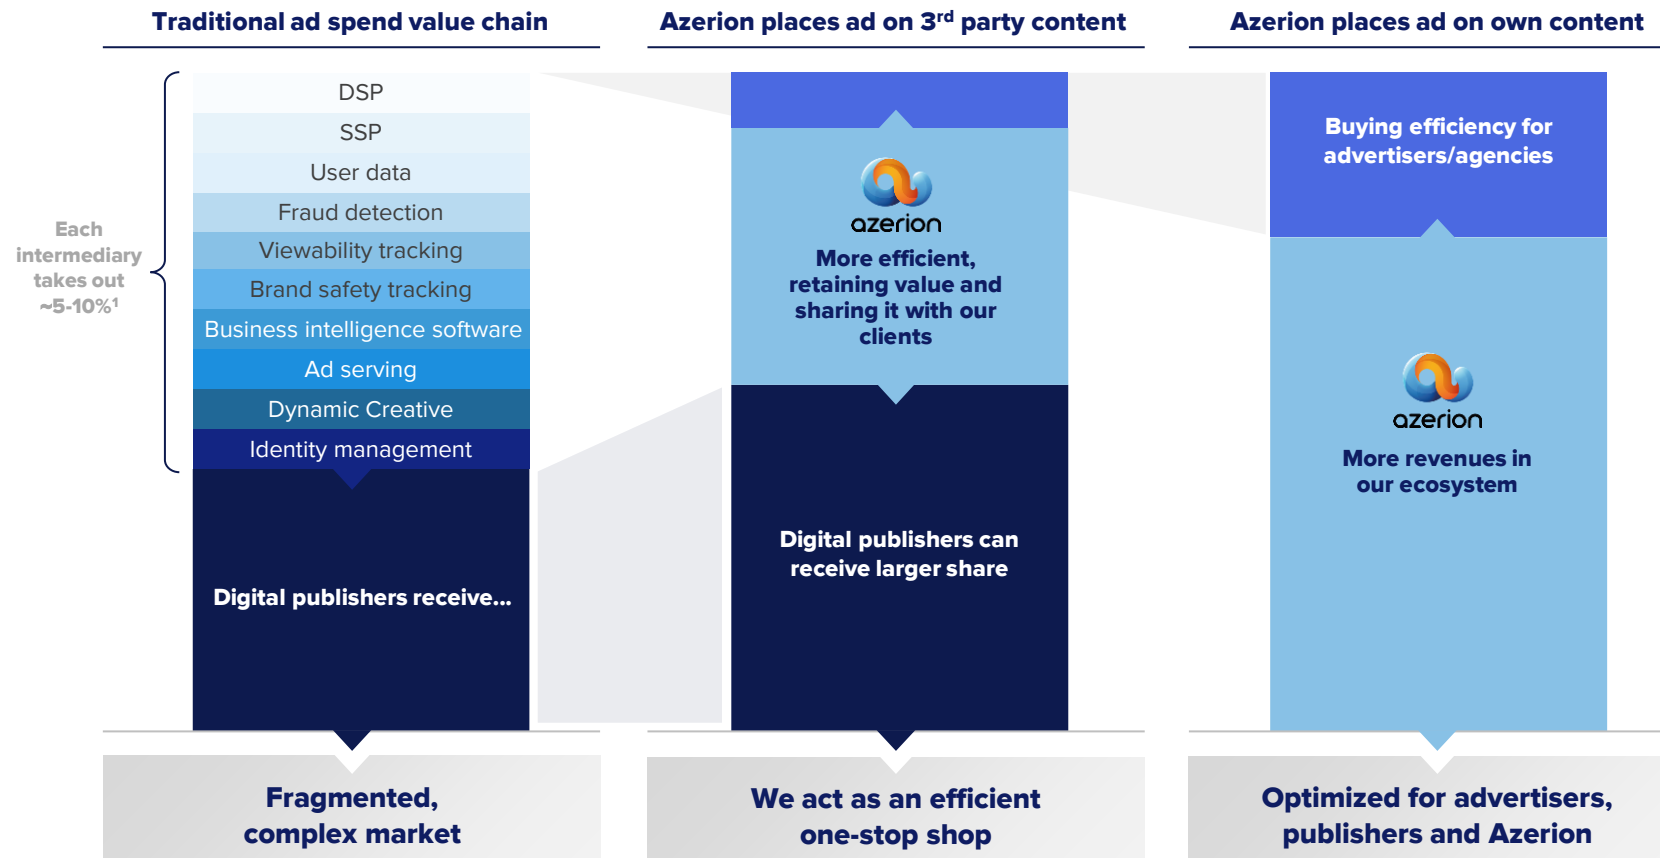 Traditional ad spend value chain
Each
intermediary
takes out
~5-10%¹
DSP
SSP
User data
Fraud detection
Viewability tracking
Brand safety tracking
Business intelligence software
Ad serving
Dynamic Creative
Identity management
Digital publishers receive...
Fragmented,
complex market
Azerion places ad on 3ʳᵈ party content
azerion
More efficient,
retaining value and
sharing it with our
clients
Digital publishers can
receive larger share
We act as an efficient
one-stop shop
Azerion places ad on own content
Buying efficiency for
advertisers/agencies
azerion
More revenues in
our ecosystem
Optimized for advertisers,
publishers and Azerion